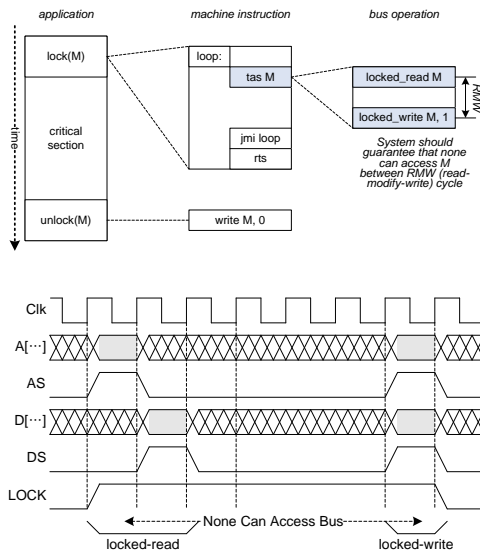 application
machine instruction
bus operation
lock(M)
loop:
tas M
locked_read M
RMW
locked_write M, 1
time
critical
section
jmi loop
rts
System should
guarantee that none
can access M
between RMW (read-
modify-write) cycle
unlock(M)
write M, 0
Clk
A[···]
AS
D[···]
DS
LOCK
None Can Access Bus
locked-read
locked-write